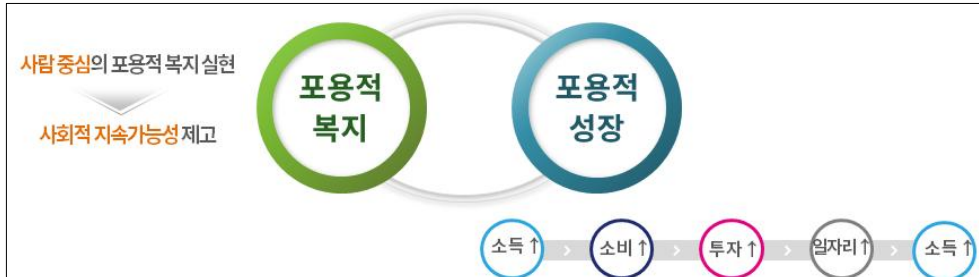 사람 중심의 포용적 복지 실현
사회적 지속가능성 제고
포용적
복지
포용적
성장
소득 ↑ > 소비 ↑ > 투자 ↑ > 일자리 ↑ > 소득 ↑